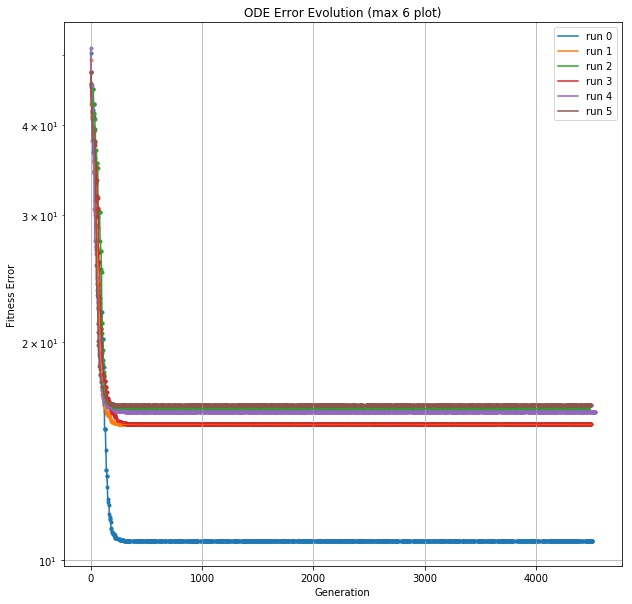 ODE Error Evolution (max 6 plot)
run 0
run 1
run 2
run 3
run 4
run 5
4 × 10¹
3 × 10¹
2 × 10¹
10¹
Fitness Error
0 1000 2000 3000 4000
Generation